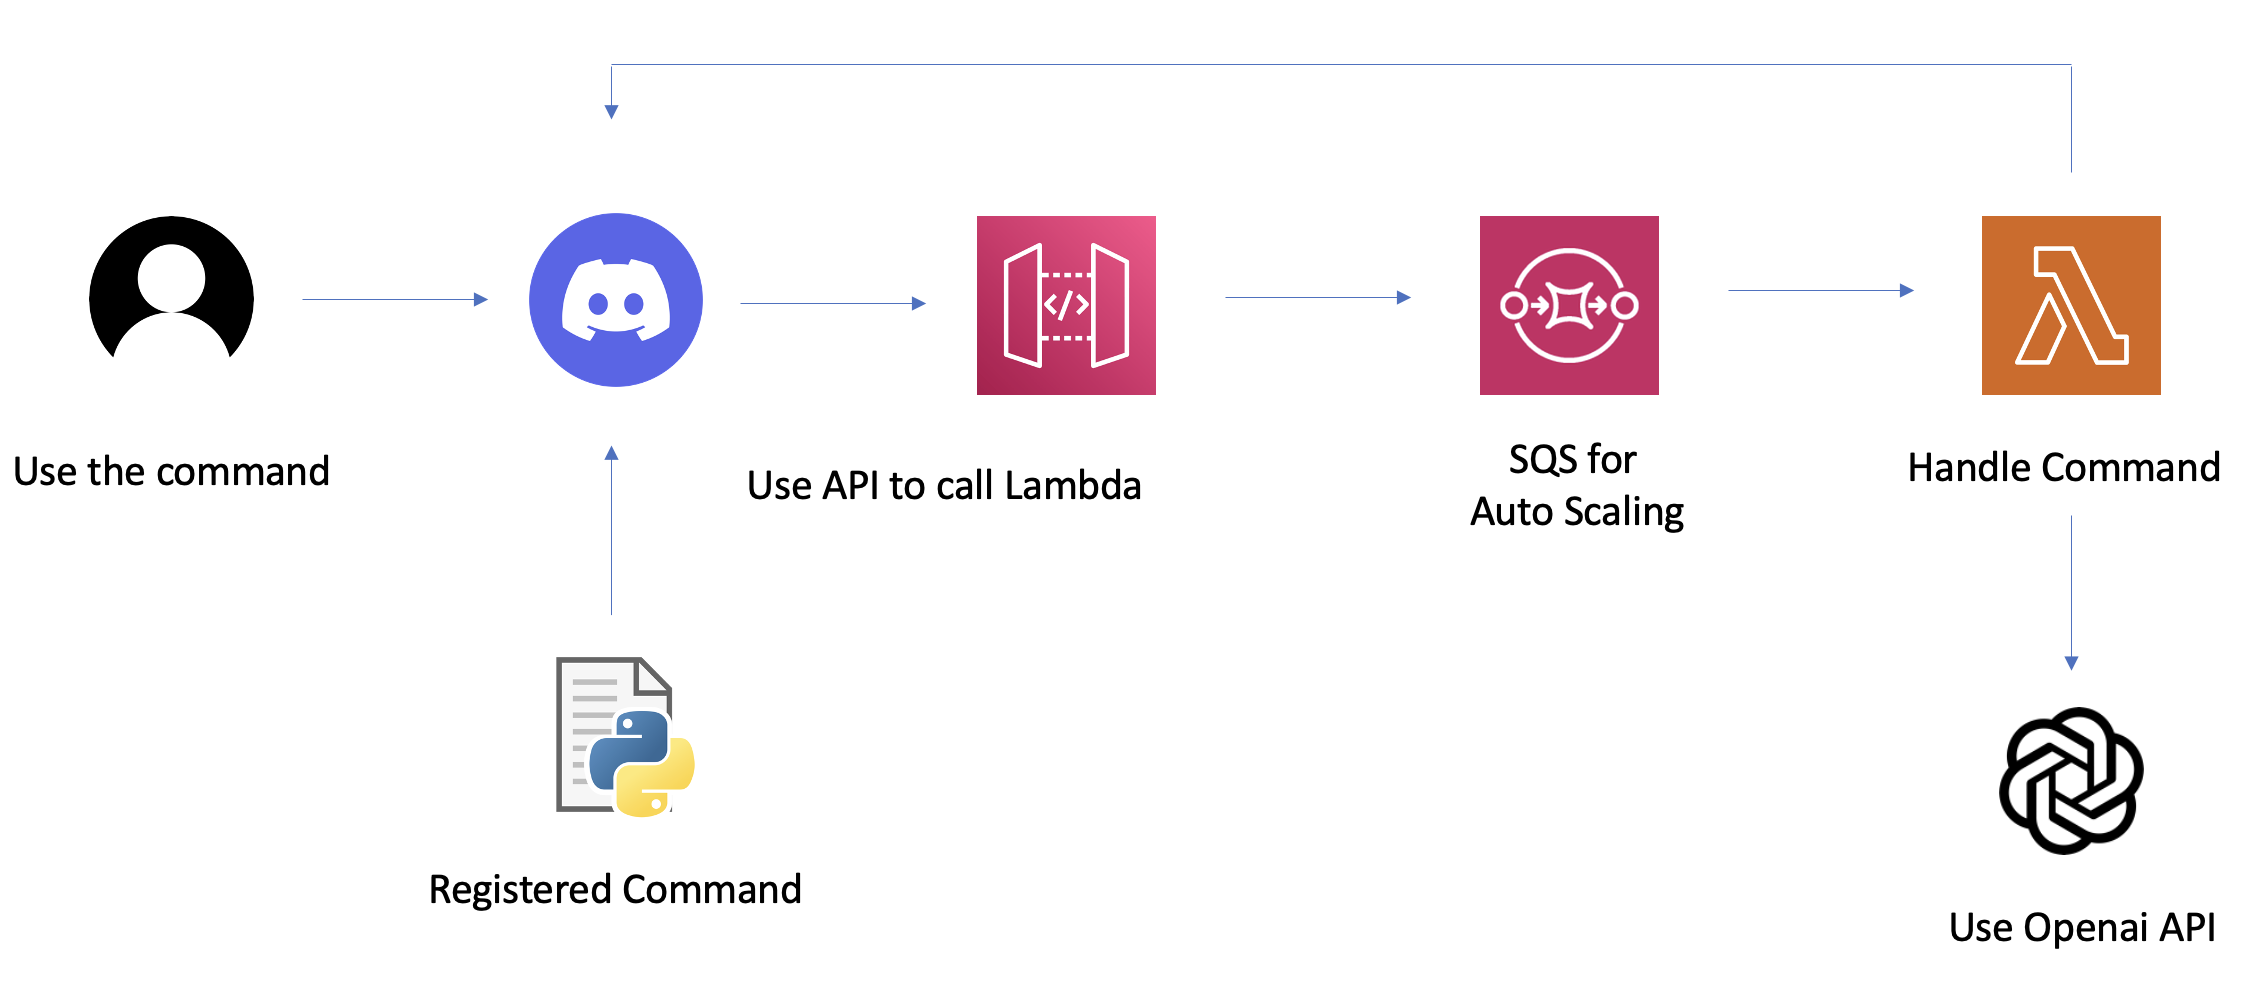 Use the command
Use API to call Lambda
SQS for
Auto Scaling
Handle Command
Registered Command
Use Openai API